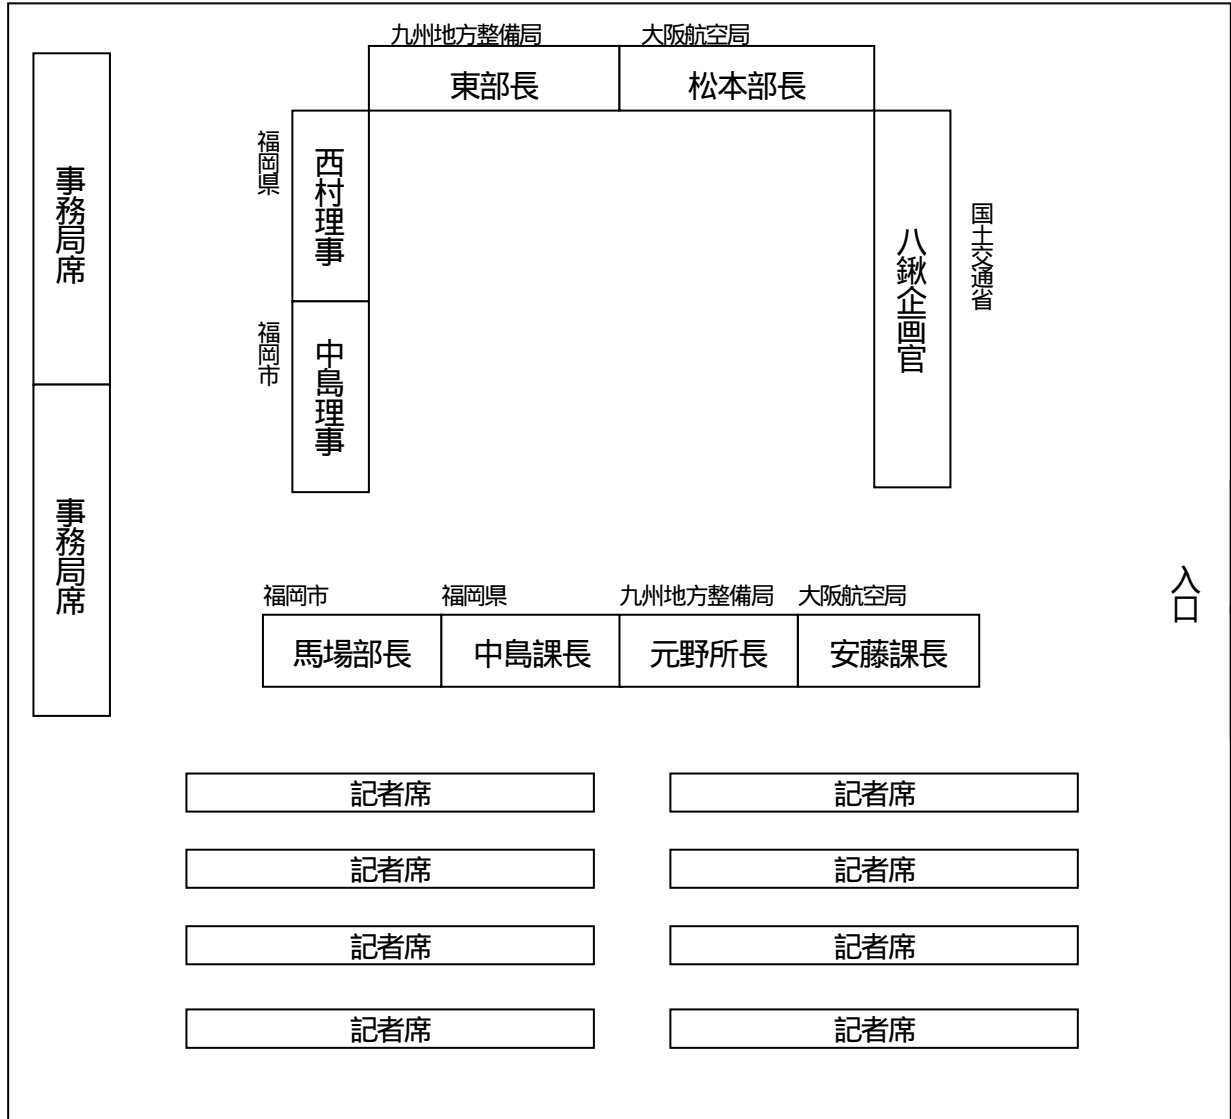 九州地方整備局
大阪航空局
東部長
松本部長
福岡県
西村理事
福岡市
中島理事
八鍬企画官
国土交通省
事務局席
事務局席
入口
福岡市
福岡県
九州地方整備局
大阪航空局
馬場部長
中島課長
元野所長
安藤課長
記者席
記者席
記者席
記者席
記者席
記者席
記者席
記者席